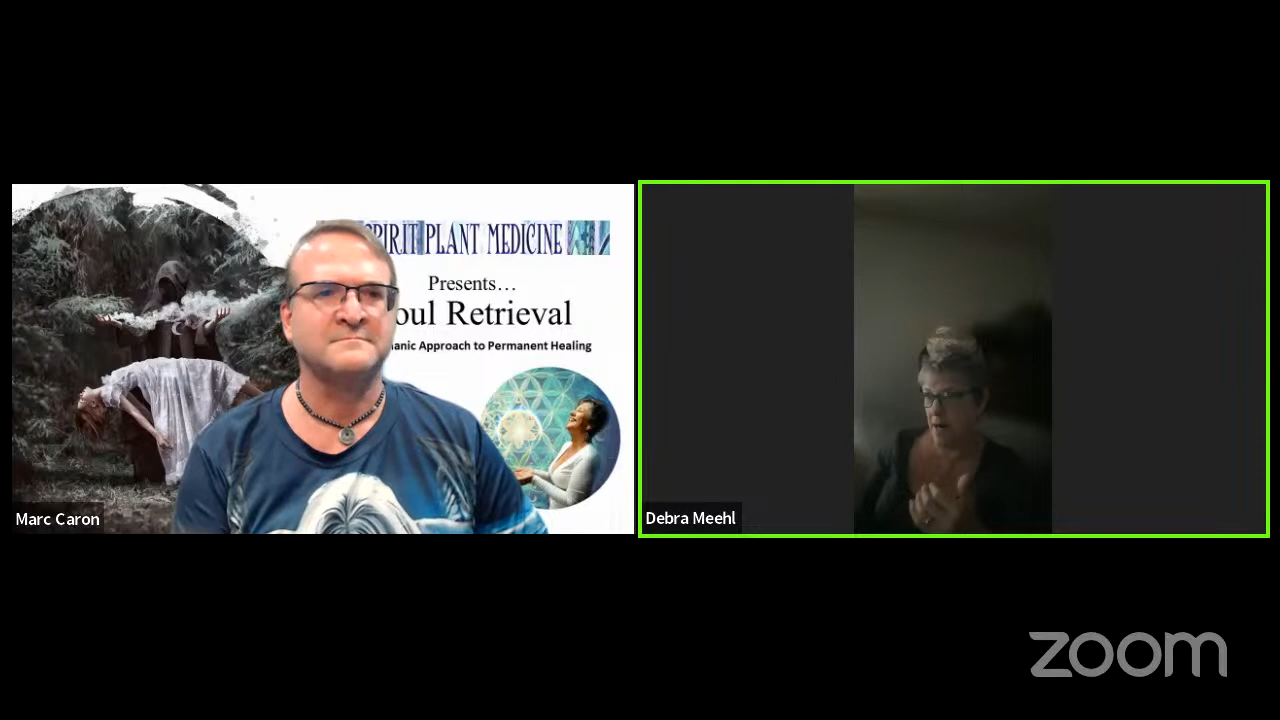 SPIRIT PLANT MEDICINE
Presents...
oul Retrieval
anic Approach to Permanent Healing
Marc Caron
Debra Meehl
zoom